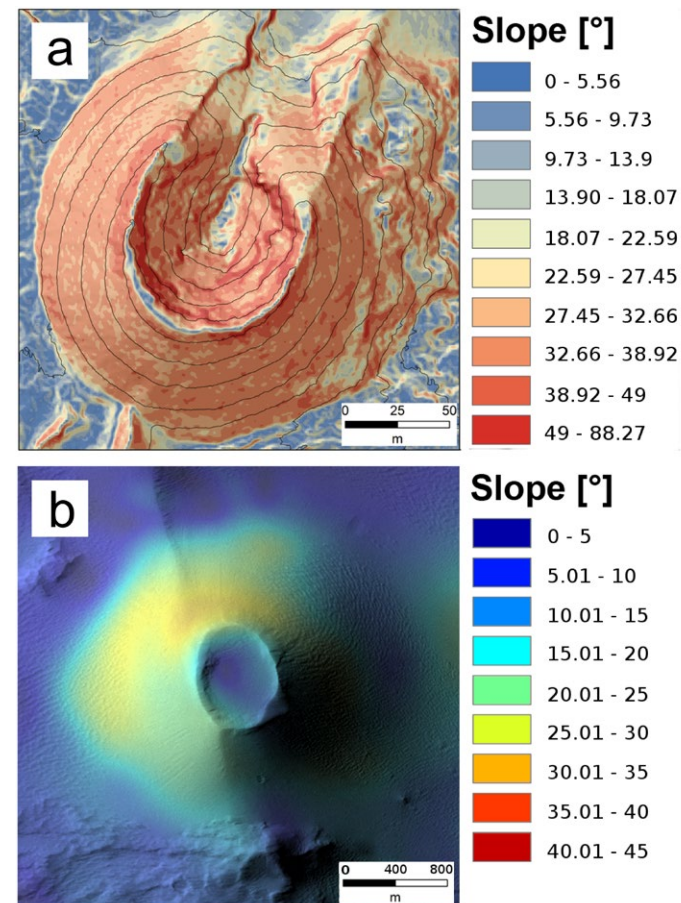 a
Slope [°]
0 - 5.56
5.56 - 9.73
9.73 - 13.9
13.90 - 18.07
18.07 - 22.59
22.59 - 27.45
27.45 - 32.66
32.66 - 38.92
38.92 - 49
49 - 88.27
0 25 50
m
b
Slope [°]
0 - 5
5.01 - 10
10.01 - 15
15.01 - 20
20.01 - 25
25.01 - 30
30.01 - 35
35.01 - 40
40.01 - 45
0 400 800
m